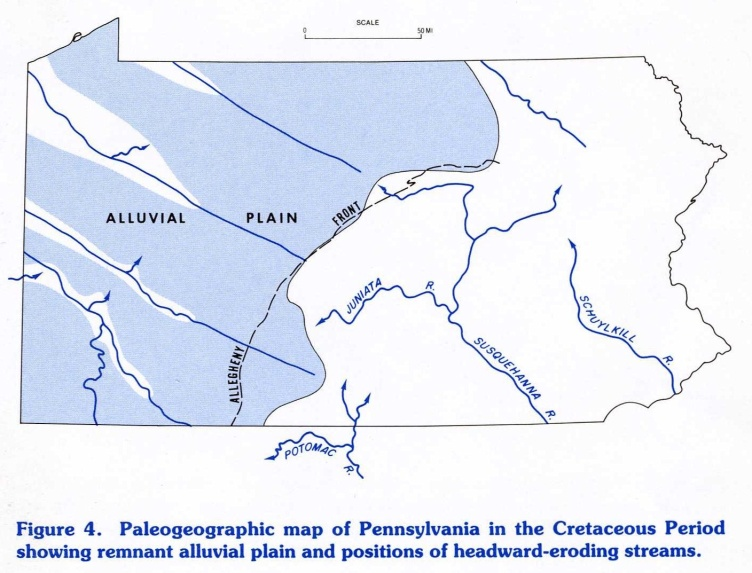 SCALE
0 50 MI
ALLUVIAL PLAIN
FRONT
ALLEGHENY
JUNIATA R.
SUSQUEHANNA R.
SCHUYLKILL R.
POTOMAC R.
Figure 4. Paleogeographic map of Pennsylvania in the Cretaceous Period
showing remnant alluvial plain and positions of headward-eroding streams.